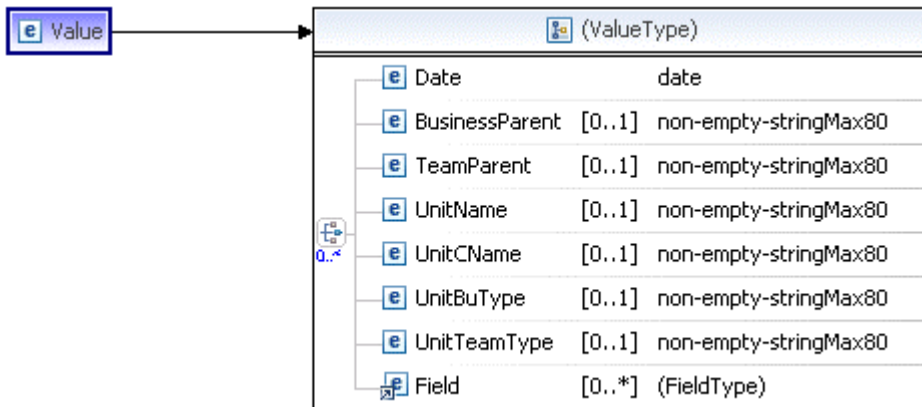 e Value
(ValueType)
e Date date
e BusinessParent [0..1] non-empty-stringMax80
e TeamParent [0..1] non-empty-stringMax80
e UnitName [0..1] non-empty-stringMax80
0..*
e UnitCName [0..1] non-empty-stringMax80
e UnitBuType [0..1] non-empty-stringMax80
e UnitTeamType [0..1] non-empty-stringMax80
e Field [0..*] (FieldType)